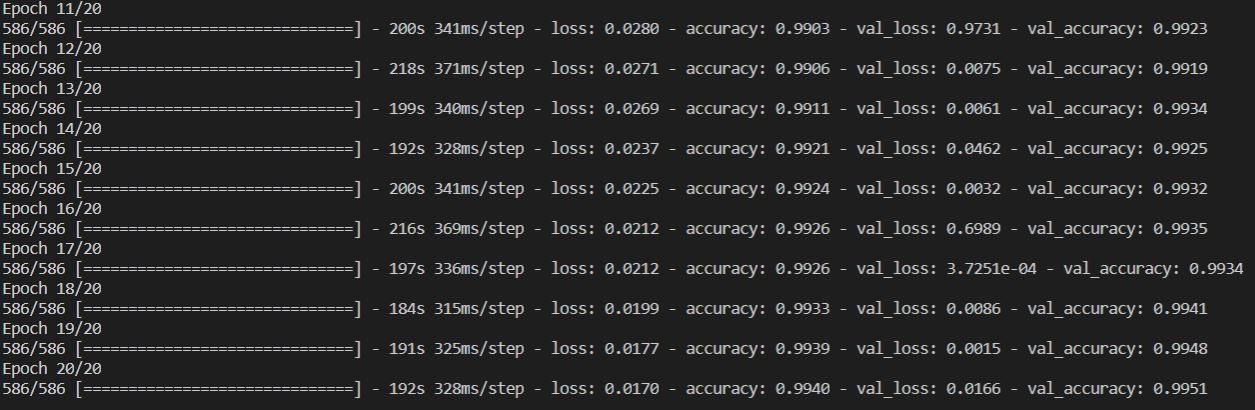 Epoch 11/20
586/586 [==============================] - 200s 341ms/step - loss: 0.0280 - accuracy: 0.9903 - val_loss: 0.9731 - val_accuracy: 0.9923
Epoch 12/20
586/586 [==============================] - 218s 371ms/step - loss: 0.0271 - accuracy: 0.9906 - val_loss: 0.0075 - val_accuracy: 0.9919
Epoch 13/20
586/586 [==============================] - 199s 340ms/step - loss: 0.0269 - accuracy: 0.9911 - val_loss: 0.0061 - val_accuracy: 0.9934
Epoch 14/20
586/586 [==============================] - 192s 328ms/step - loss: 0.0237 - accuracy: 0.9921 - val_loss: 0.0462 - val_accuracy: 0.9925
Epoch 15/20
586/586 [==============================] - 200s 341ms/step - loss: 0.0225 - accuracy: 0.9924 - val_loss: 0.0032 - val_accuracy: 0.9932
Epoch 16/20
586/586 [==============================] - 216s 369ms/step - loss: 0.0212 - accuracy: 0.9926 - val_loss: 0.6989 - val_accuracy: 0.9935
Epoch 17/20
586/586 [==============================] - 197s 336ms/step - loss: 0.0212 - accuracy: 0.9926 - val_loss: 3.7251e-04 - val_accuracy: 0.9934
Epoch 18/20
586/586 [==============================] - 184s 315ms/step - loss: 0.0199 - accuracy: 0.9933 - val_loss: 0.0086 - val_accuracy: 0.9941
Epoch 19/20
586/586 [==============================] - 191s 325ms/step - loss: 0.0177 - accuracy: 0.9939 - val_loss: 0.0015 - val_accuracy: 0.9948
Epoch 20/20
586/586 [==============================] - 192s 328ms/step - loss: 0.0170 - accuracy: 0.9940 - val_loss: 0.0166 - val_accuracy: 0.9951